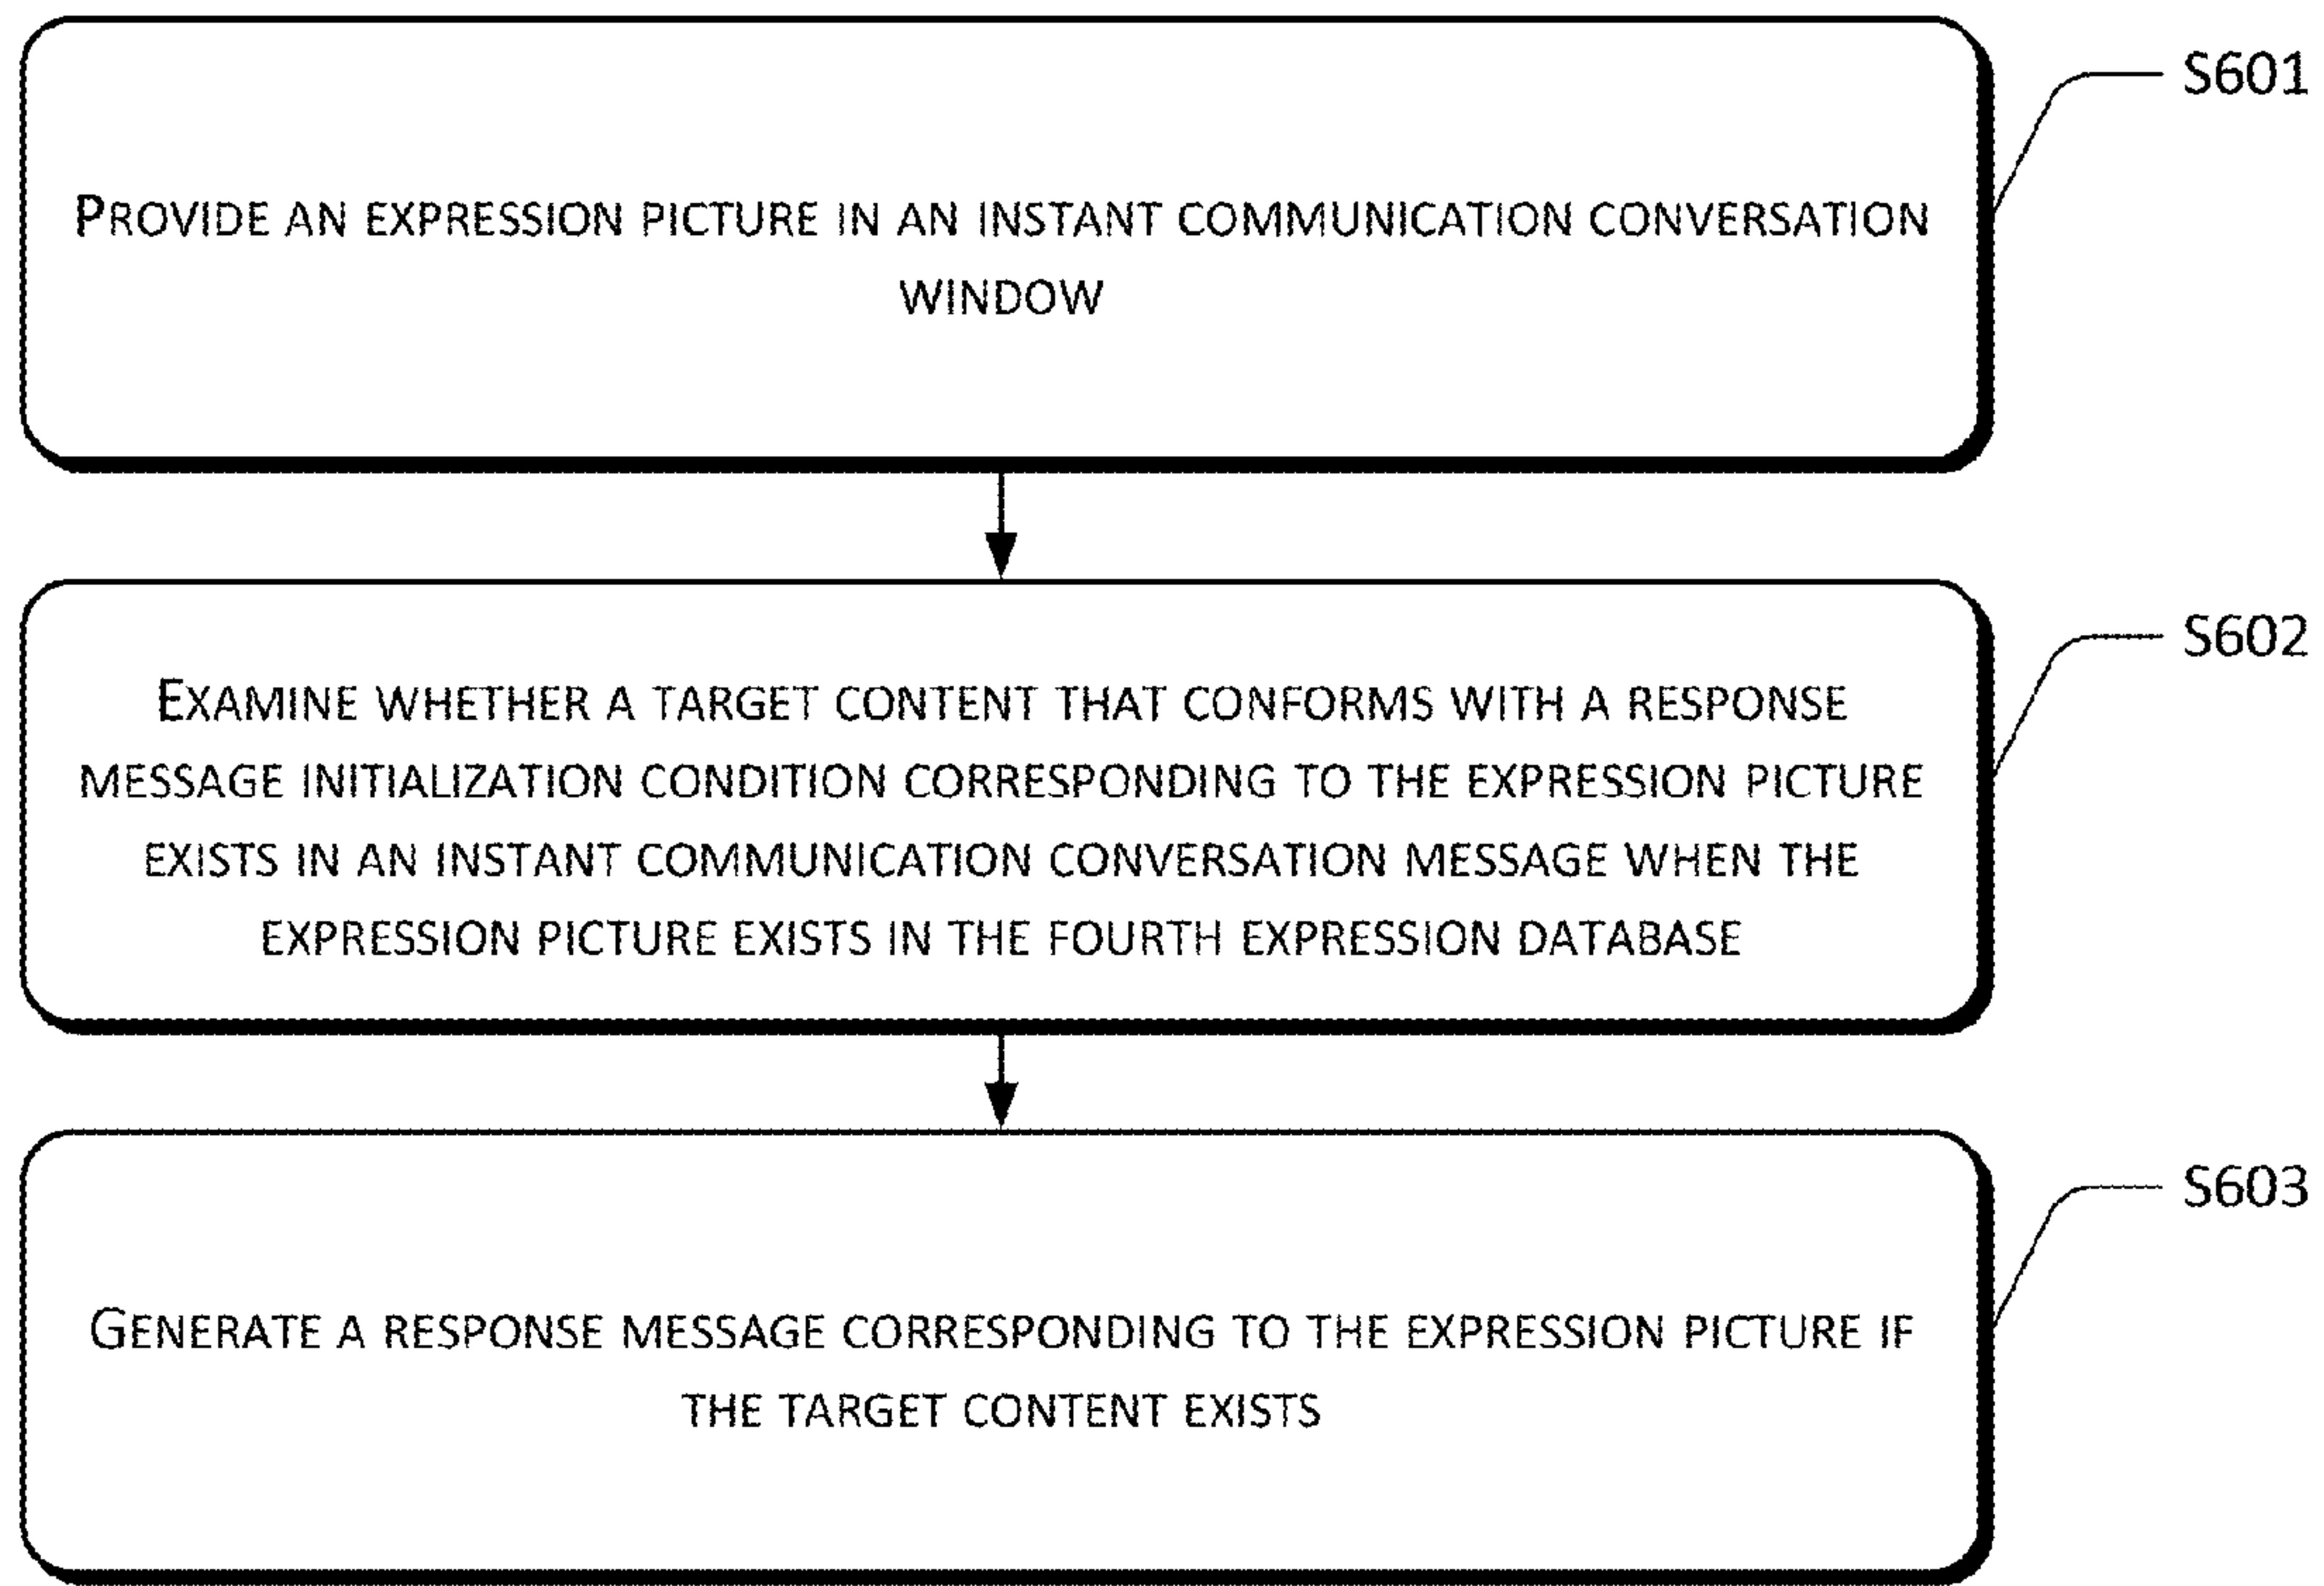 S601
PROVIDE AN EXPRESSION PICTURE IN AN INSTANT COMMUNICATION CONVERSATION
WINDOW
S602
EXAMINE WHETHER A TARGET CONTENT THAT CONFORMS WITH A RESPONSE
MESSAGE INITIALIZATION CONDITION CORRESPONDING TO THE EXPRESSION PICTURE
EXISTS IN AN INSTANT COMMUNICATION CONVERSATION MESSAGE WHEN THE
EXPRESSION PICTURE EXISTS IN THE FOURTH EXPRESSION DATABASE
S603
GENERATE A RESPONSE MESSAGE CORRESPONDING TO THE EXPRESSION PICTURE IF
THE TARGET CONTENT EXISTS